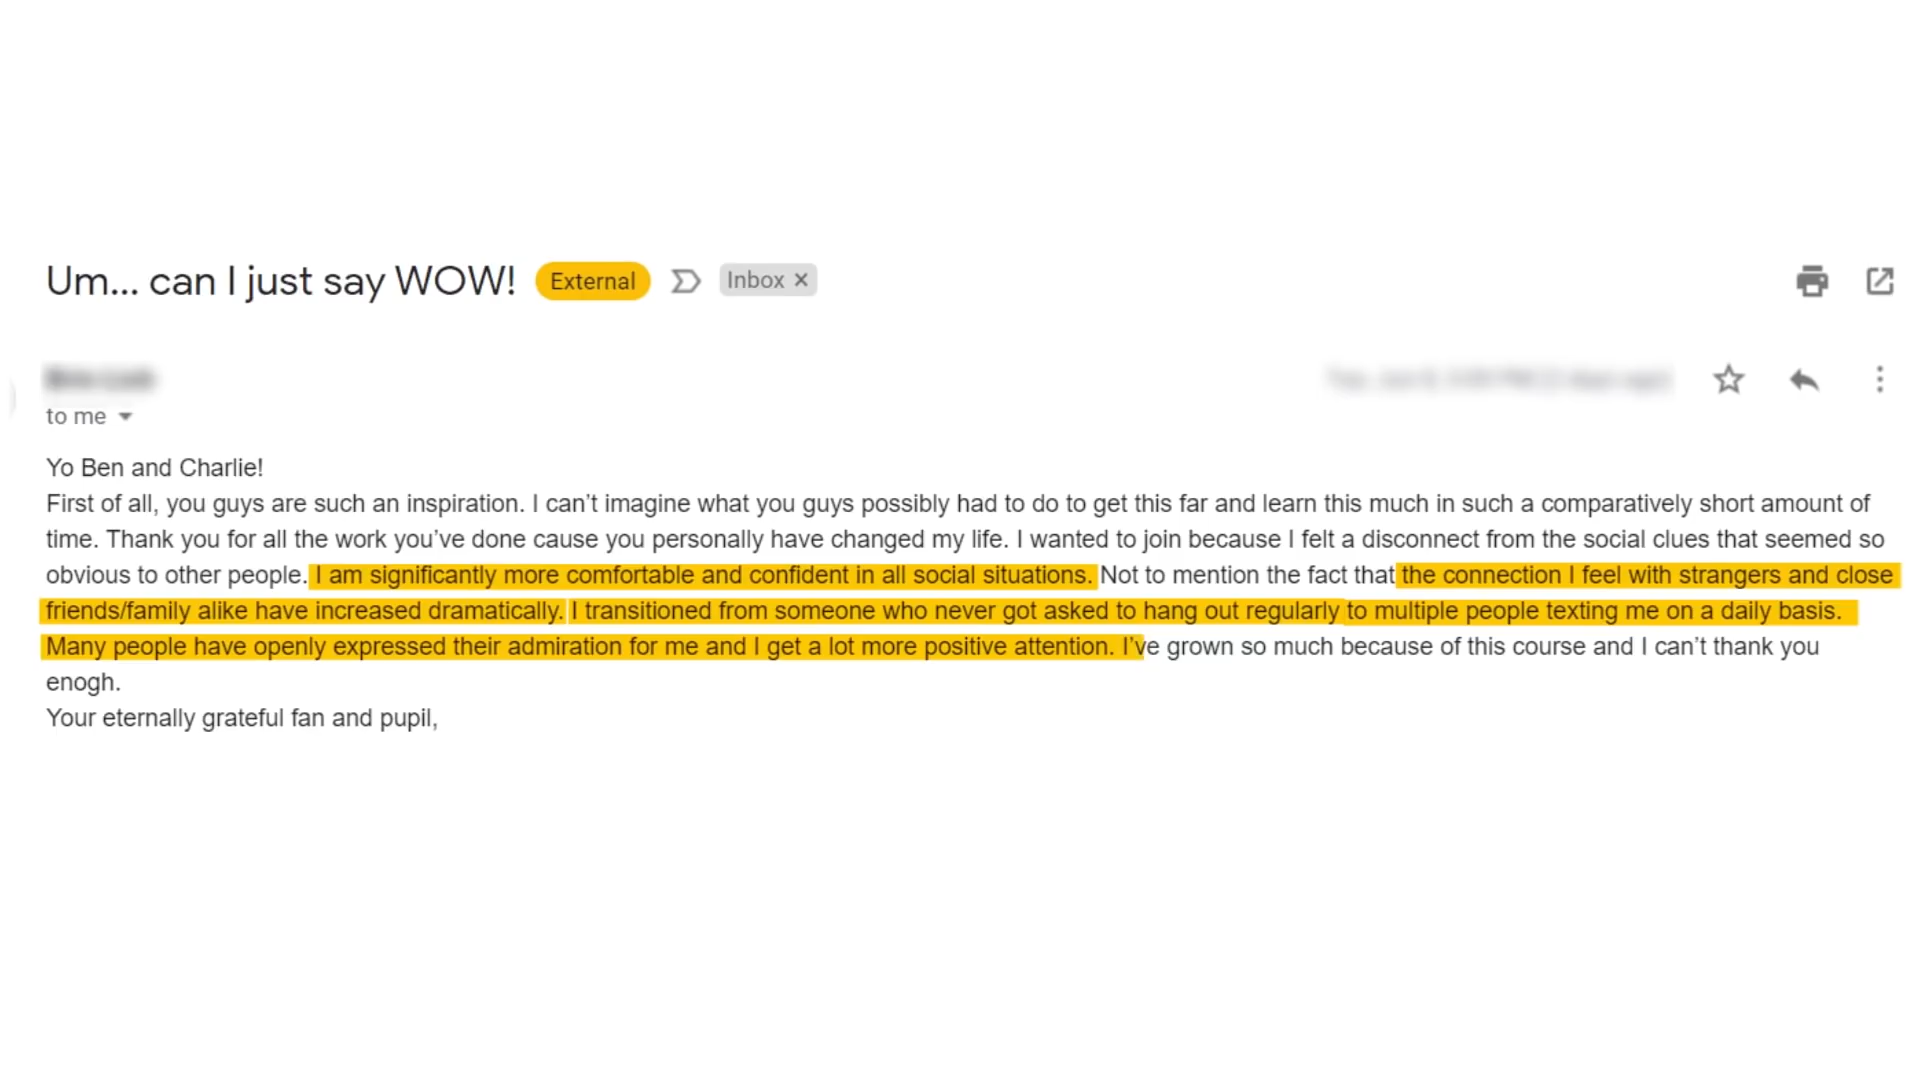 Um... can I just say WOW! External Inbox ×
to me
Yo Ben and Charlie!
First of all, you guys are such an inspiration. I can’t imagine what you guys possibly had to do to get this far and learn this much in such a comparatively short amount of
time. Thank you for all the work you’ve done cause you personally have changed my life. I wanted to join because I felt a disconnect from the social clues that seemed so
obvious to other people. I am significantly more comfortable and confident in all social situations. Not to mention the fact that the connection I feel with strangers and close
friends/family alike have increased dramatically. I transitioned from someone who never got asked to hang out regularly to multiple people texting me on a daily basis.
Many people have openly expressed their admiration for me and I get a lot more positive attention. I’ve grown so much because of this course and I can’t thank you
enogh.
Your eternally grateful fan and pupil,